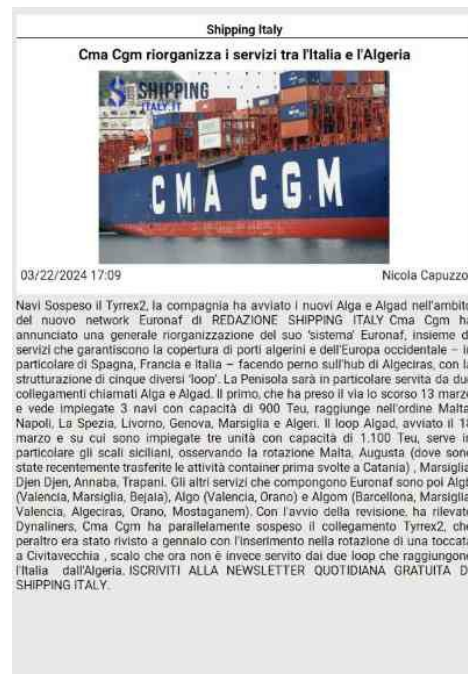 Shipping Italy
Cma Cgm riorganizza i servizi tra l'Italia e l'Algeria
SHIPPING
ITALY.IT
CMA CGM
03/22/2024 17:09
Nicola Capuzzo
Navi Sospeso il Tyrrex2, la compagnia ha avviato i nuovi Alga e Algad nell'ambito
del nuovo network Euronaf di REDAZIONE SHIPPING ITALY Cma Cgm ha
annunciato una generale riorganizzazione del suo 'sistema' Euronaf, insieme d
servizi che garantiscono la copertura di porti algerini e dell'Europa occidentale – i
particolare di Spagna, Francia e Italia – facendo perno sull'hub di Algeciras, con la
strutturazione di cinque diversi 'loop'. La Penisola sarà in particolare servita da du
collegamenti chiamati Alga e Algad. Il primo, che ha preso il via lo scorso 13 marz
e vede impiegate 3 navi con capacità di 900 Teu, raggiunge nell'ordine Malta
Napoli, La Spezia, Livorno, Genova, Marsiglia e Algeri. Il loop Algad, avviato il 18
marzo e su cui sono impiegate tre unità con capacità di 1.100 Teu, serve i
particolare gli scali siciliani, osservando la rotazione Malta, Augusta (dove sono
state recentemente trasferite le attività container prima svolte a Catania) , Marsiglia
Djen Djen, Annaba, Trapani. Gli altri servizi che compongono Euronaf sono poi Algb
(Valencia, Marsiglia, Bejaia), Algo (Valencia, Orano) e Algom (Barcellona, Marsiglia
Valencia, Algeciras, Orano, Mostaganem). Con l'avvio della revisione, ha rilevat
Dynaliners, Cma Cgm ha parallelamente sospeso il collegamento Tyrrex2, che
peraltro era stato rivisto a gennaio con l'inserimento nella rotazione di una toccata
a Civitavecchia , scalo che ora non è invece servito dai due loop che raggiungono
l'Italia dall'Algeria. ISCRIVITI ALLA NEWSLETTER QUOTIDIANA GRATUITA D
SHIPPING ITALY.